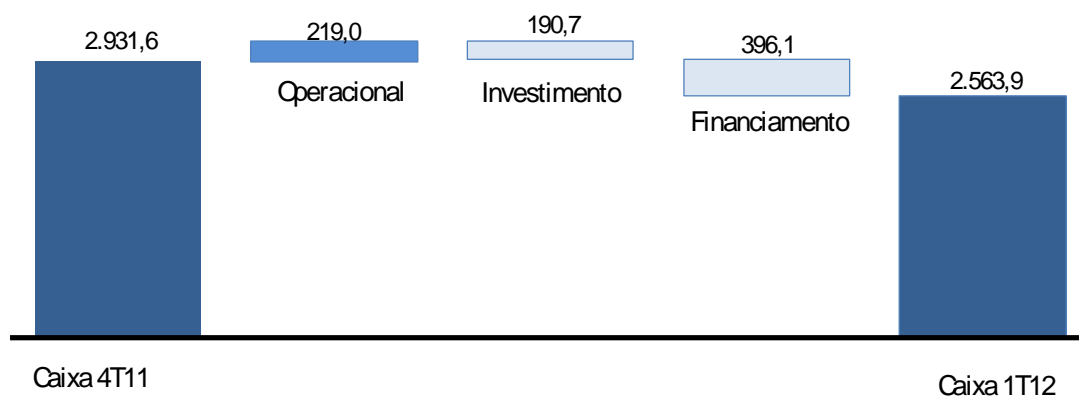 2.931,6
219,0
190,7
396,1
2.563,9
Operacional
Investimento
Financiamento
Caixa 4T11
Caixa 1T12